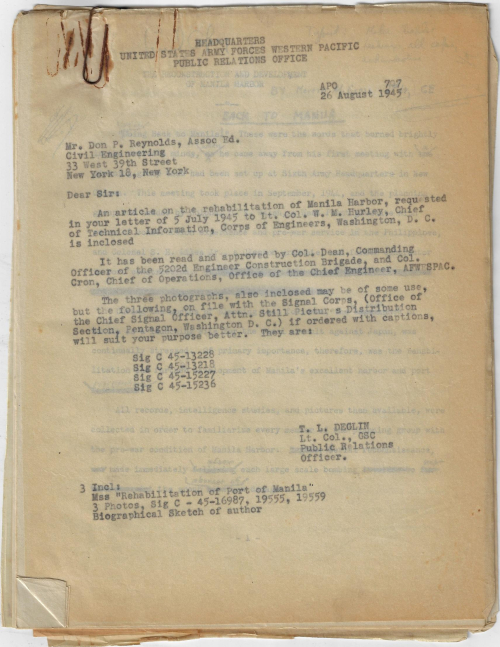 HEADQUARTERS
UNITED STATES ARMY FORCES WESTERN PACIFIC
PUBLIC RELATIONS OFFICE
APO 707
26 August 1945
Mr. Don P. Reynolds, Assoc Ed.
Civil Engineering
33 West 39th Street
New York 18, New York
Dear Sir:
An article on the rehabilitation of Manila Harbor, requested
in your letter of 5 July 1945 to Lt. Col. W. M. Hurley, Chief
of Technical Information, Corps of Engineers, Washington, D. C.
is inclosed
It has been read and approved by Col. Dean, Commanding
Officer of the 5202d Engineer Construction Brigade, and Col.
Cron, Chief of Operations, Office of the Chief Engineer, AFWESPAC.
The three photographs, also inclosed may be of some use,
but the following, on file with the Signal Corps, (Office of
the Chief Signal Officer, Attn. Still Pictures Distribution
Section, Pentagon, Washington D. C.) if ordered with captions,
will suit your purpose better. They are:
Sig C 45-13228
Sig C 45-13218
Sig C 45-15227
Sig C 45-15236
T. L. DEGLIN
Lt. Col., GSC
Public Relations
Officer.
3 Incl:
Mss "Rehabilitation of Port of Manila"
3 Photos, Sig C - 45-16987, 19555, 19559
Biographical Sketch of author